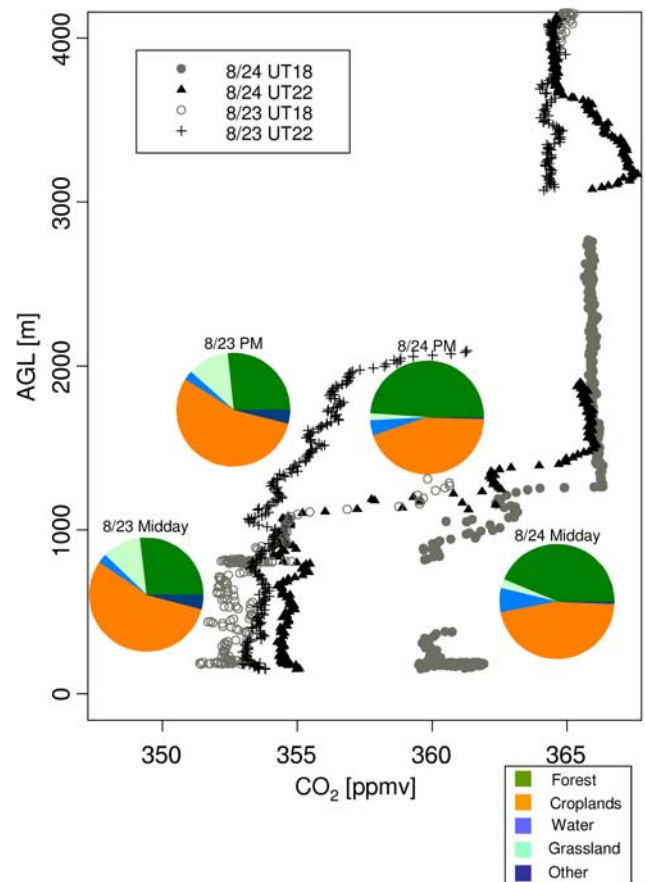 4000
8/24 UT18
8/24 UT22
8/23 UT18
8/23 UT22
3000
AGL [m]
8/23 PM
8/24 PM
2000
8/23 Midday
8/24 Midday
1000
0
350 355 360 365
CO₂ [ppmv]
Forest
Croplands
Water
Grassland
Other